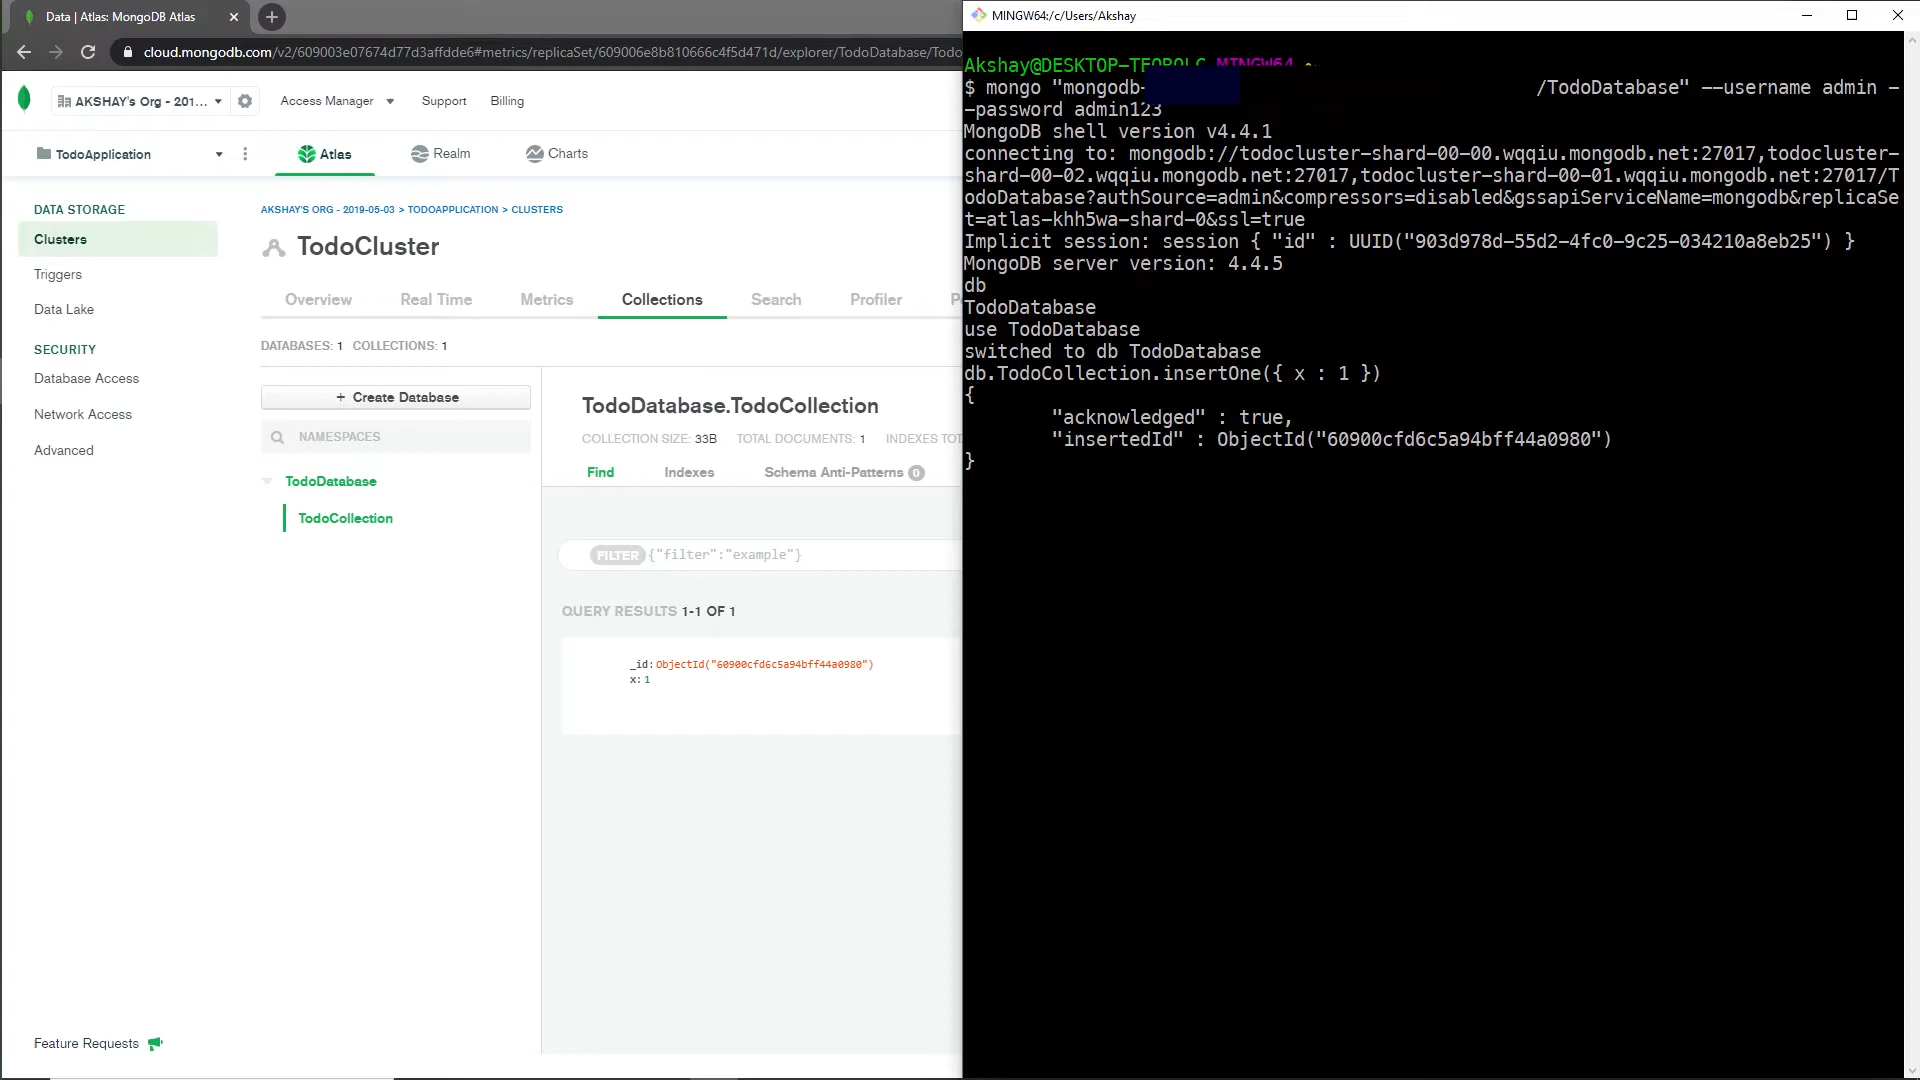 Data | Atlas: MongoDB Atlas
cloud.mongodb.com/v2/609003e07674d77d3affdde6#metrics/replicaSet/609006e8b810666c4f5d471d/explorer/TodoDatabase/Todo
AKSHAY's Org - 201...
Access Manager
Support
Billing
TodoApplication
Atlas
Realm
Charts
DATA STORAGE
Clusters
Triggers
Data Lake
SECURITY
Database Access
Network Access
Advanced
Feature Requests
AKSHAY'S ORG - 2019-05-03 > TODOAPPLICATION > CLUSTERS
TodoCluster
Overview
Real Time
Metrics
Collections
Search
Profiler
DATABASES: 1 COLLECTIONS: 1
+ Create Database
NAMESPACES
TodoDatabase
TodoCollection
TodoDatabase.TodoCollection
COLLECTION SIZE: 33B TOTAL DOCUMENTS: 1 INDEXES TOT
Find
Indexes
Schema Anti-Patterns 0
FILTER {"filter":"example"}
QUERY RESULTS 1-1 OF 1
_id: ObjectId("60900cfd6c5a94bff44a0980")
x: 1
MINGW64:/c/Users/Akshay
$ mongo "mongodb- /TodoDatabase" --username admin -
-password admin123
MongoDB shell version v4.4.1
connecting to: mongodb://todocluster-shard-00-00.wqqiu.mongodb.net:27017,todocluster-
shard-00-02.wqqiu.mongodb.net:27017,todocluster-shard-00-01.wqqiu.mongodb.net:27017/T
odoDatabase?authSource=admin&compressors=disabled&gssapiServiceName=mongodb&replicaSe
t=atlas-khh5wa-shard-0&ssl=true
Implicit session: session { "id" : UUID("903d978d-55d2-4fc0-9c25-034210a8eb25") }
MongoDB server version: 4.4.5
db
TodoDatabase
use TodoDatabase
switched to db TodoDatabase
db.TodoCollection.insertOne({ x : 1 })
{
"acknowledged" : true,
"insertedId" : ObjectId("60900cfd6c5a94bff44a0980")
}